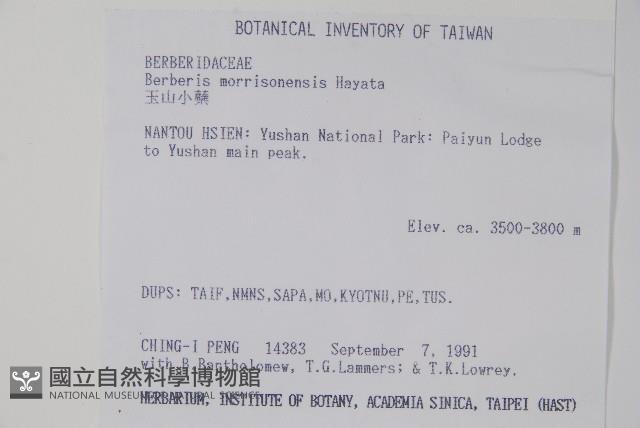 BOTANICAL INVENTORY OF TAIWAN
BERBERIDACEAE
Berberis morrisonensis Hayata
玉山小蘗
NANTOU HSIEN: Yushan National Park: Paiyun Lodge
to Yushan main peak.
Elev. ca. 3500-3800 m
DUPS: TAIF,NMNS,SAPA,MO,KYOTNU,PE,TUS.
CHING-I PENG 14383 September 7, 1991
with B.Bartholomew, T.G.Lammers; & T.K.Lowrey.
國立自然科學博物館
NATIONAL MUSEUM OF NATURAL SCIENCE
HERBARIUM, INSTITUTE OF BOTANY, ACADEMIA SINICA, TAIPEI (HAST)